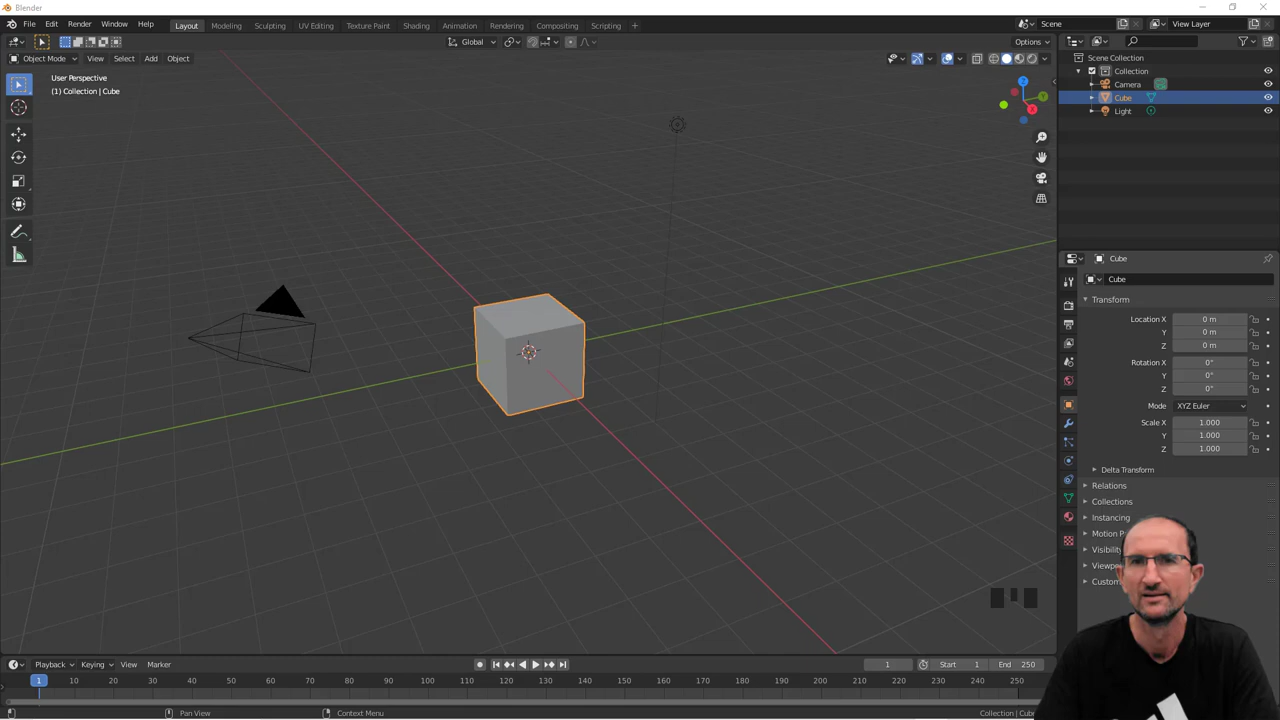 Blender
File Edit Render Window Help Layout Modeling Sculpting UV Editing Texture Paint Shading Animation Rendering Compositing Scripting + Scene View Layer
Global Options
Object Mode View Select Add Object
User Perspective
(1) Collection | Cube
X
Y
Z
Scene Collection
Collection
Camera
Cube
Light
Cube
Cube
Transform
Location X 0 m
Y 0 m
Z 0 m
Rotation X 0°
Y 0°
Z 0°
Mode XYZ Euler
Scale X 1.000
Y 1.000
Z 1.000
Delta Transform
Relations
Collections
Instancing
Motion P
Visibility
Viewp
Custom
Playback Keying View Marker 1 Start 1 End 250
1 10 20 30 40 50 60 70 80 90 100 110 120 130 140 150 160 170 180 190 200 210 220 230 240 250
Pan View Context Menu Collection | Cube